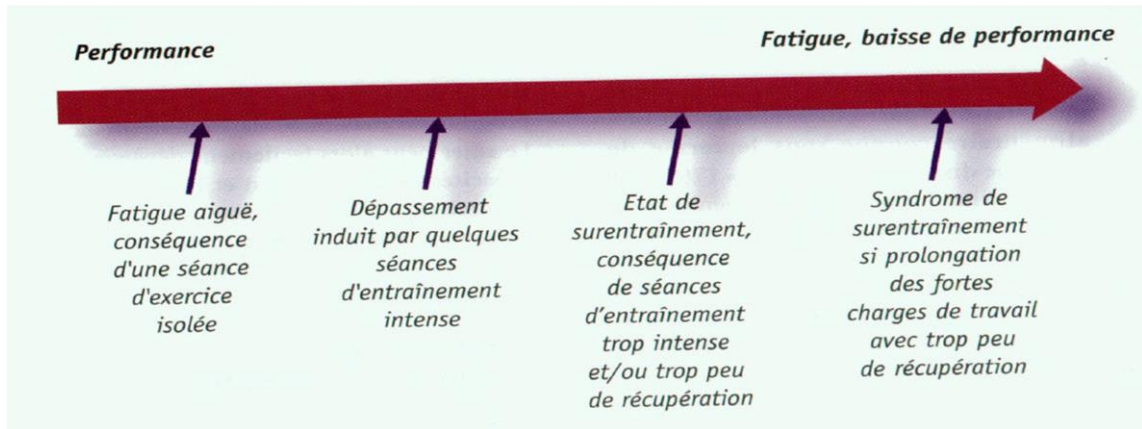 Performance
Fatigue, baisse de performance
Fatigue aiguë,
conséquence
d'une séance
d'exercice
isolée
Dépassement
induit par quelques
séances
d'entraînement
intense
Etat de
surentraînement,
conséquence
de séances
d'entraînement
trop intense
et/ou trop peu
de récupération
Syndrome de
surentraînement
si prolongation
des fortes
charges de travail
avec trop peu
de récupération